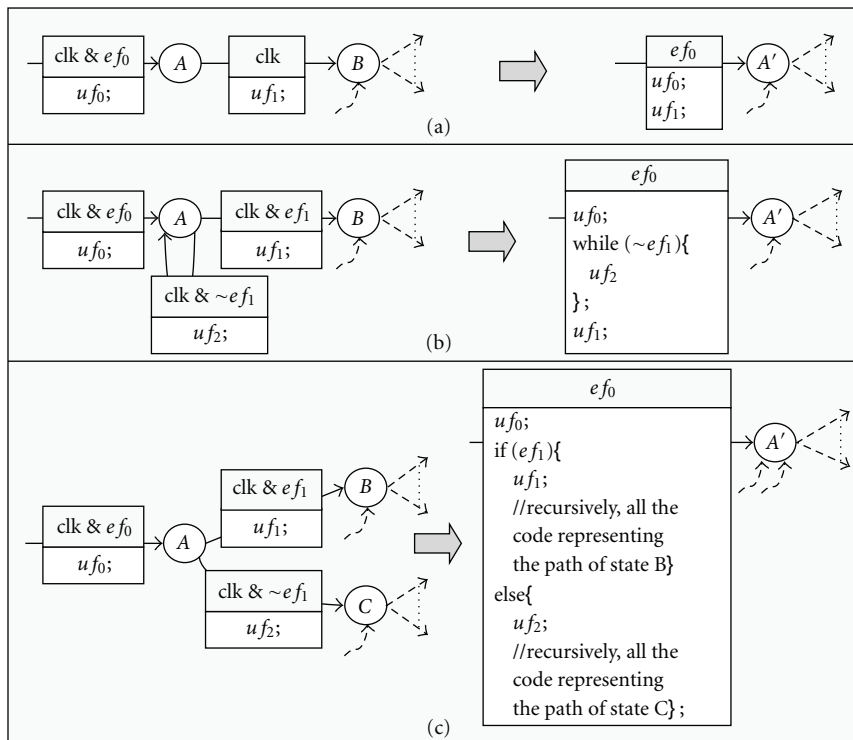 clk & ef₀
uf₀;
A
clk
uf₁;
B
ef₀
uf₀;
uf₁;
A′
(a)
clk & ef₀
uf₀;
A
clk & ef₁
uf₁;
B
clk & ~ef₁
uf₂;
ef₀
uf₀;
while (~ef₁){
uf₂
} ;
uf₁;
A′
(b)
clk & ef₀
uf₀;
A
clk & ef₁
uf₁;
B
clk & ~ef₁
uf₂;
C
ef₀
uf₀;
if (ef₁){
uf₁;
//recursively, all the
code representing
the path of state B}
else{
uf₂;
//recursively, all the
code representing
the path of state C} ;
A′
(c)